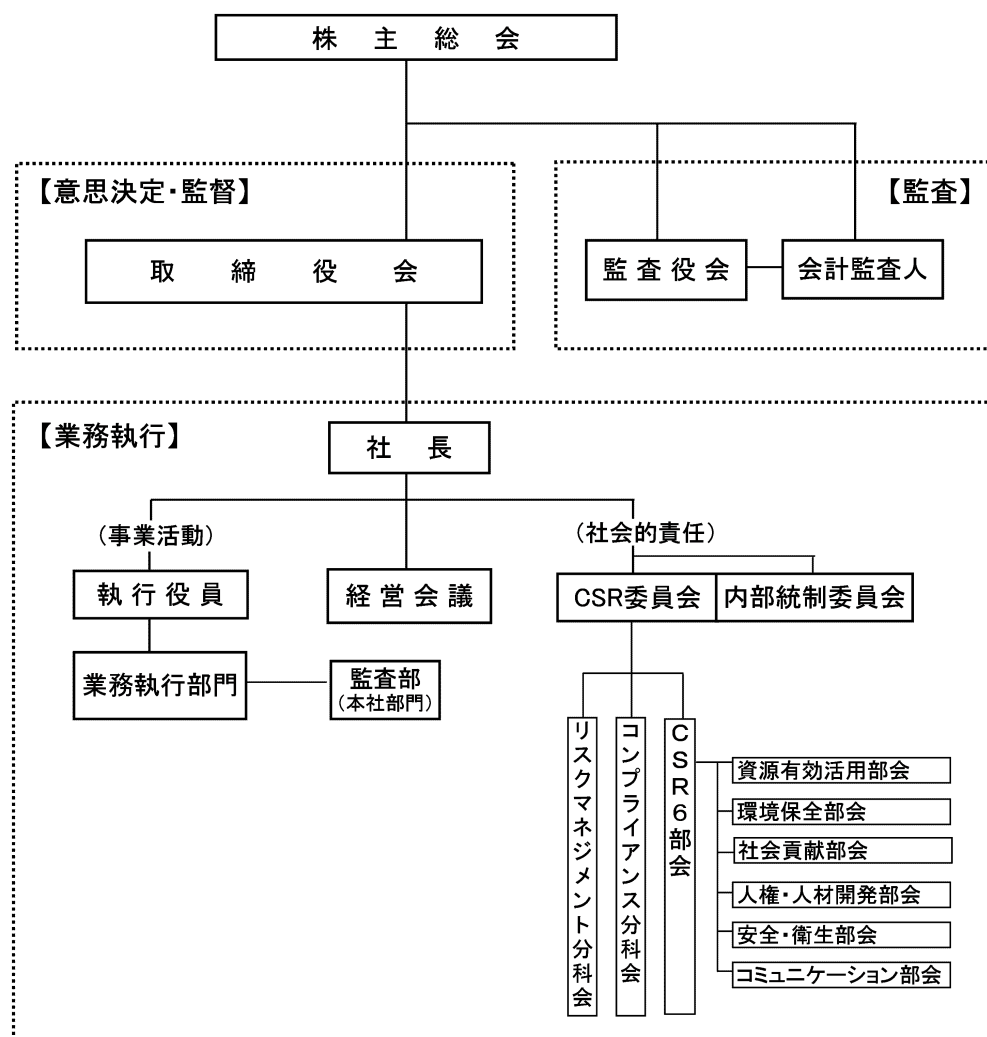 株主総会
【意思決定・監督】
【監査】
取締役会
監査役会
会計監査人
【業務執行】
社長
(事業活動)
(社会的責任)
執行役員
経営会議
CSR委員会
内部統制委員会
業務執行部門
監査部
(本社部門)
リスクマネジメント分科会
コンプライアンス分科会
CSR6部会
資源有効活用部会
環境保全部会
社会貢献部会
人権・人材開発部会
安全・衛生部会
コミュニケーション部会